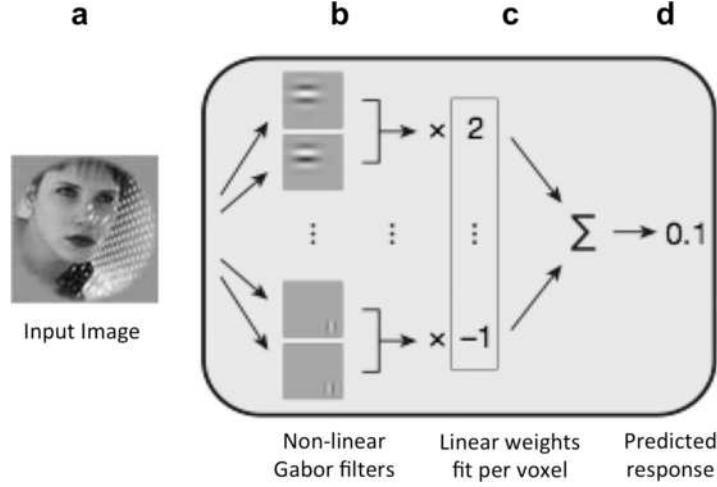 a b c d
× 2
⋮ ⋮ ⋮
Σ → 0.1
× −1
Input Image
Non-linear
Gabor filters
Linear weights
fit per voxel
Predicted
response